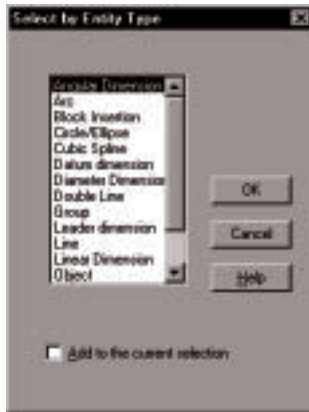 Select by Entity Type
Angular Dimension
Arc
Block Insertion
Circle/Ellipse
Cubic Spline
Datum dimension
Diameter Dimension
Double Line
Group
Leader dimension
Line
Linear Dimension
Object
OK
Cancel
Help
Add to the current selection